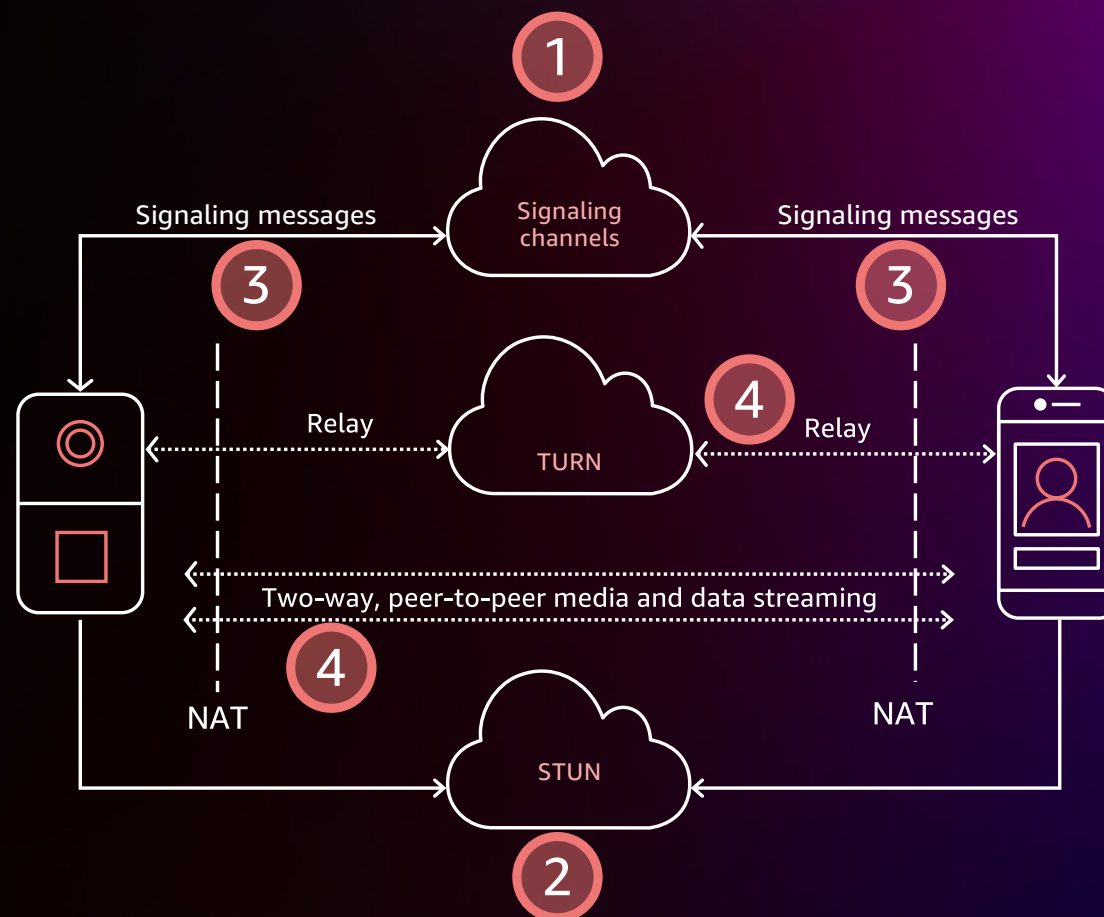 1
Signaling messages
Signaling
channels
Signaling messages
3
3
4
Relay
Relay
TURN
Two-way, peer-to-peer media and data streaming
4
NAT
NAT
STUN
2